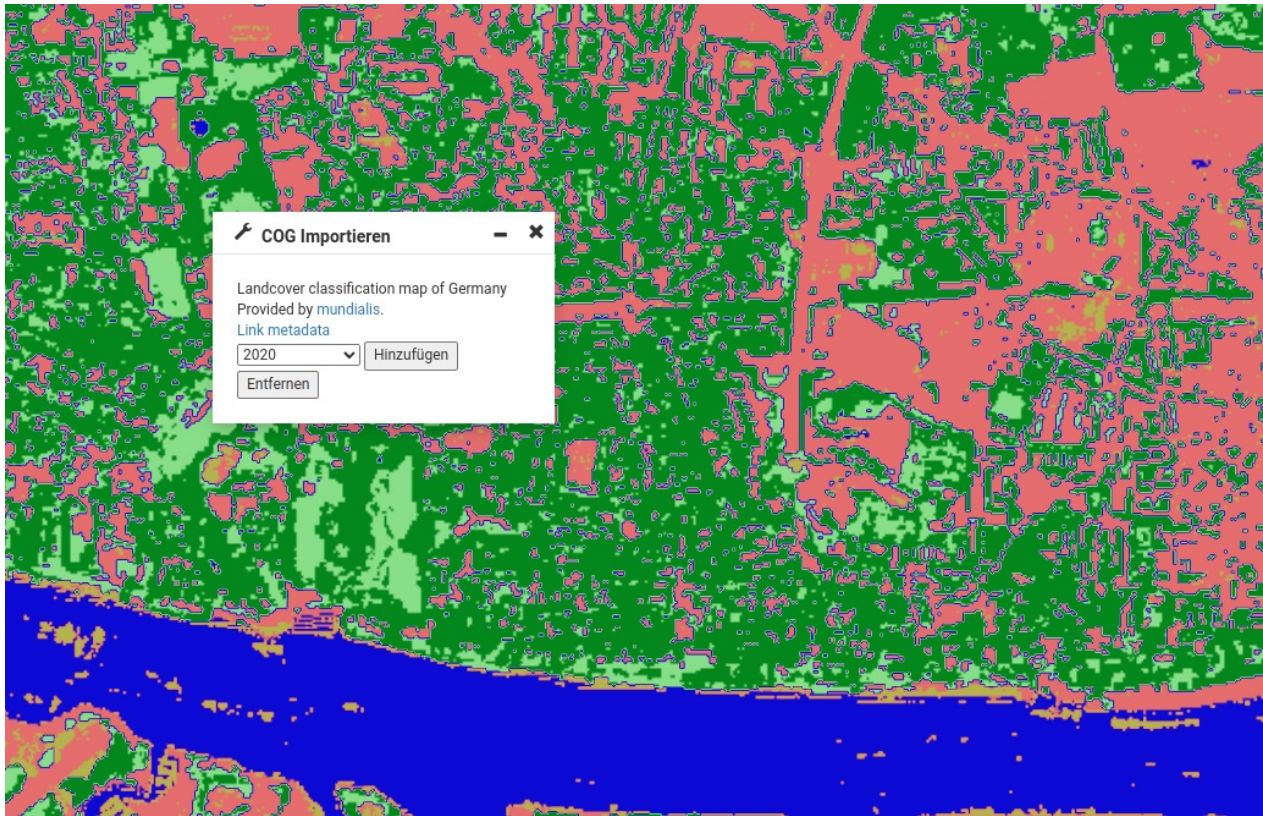 COG Importieren
Landcover classification map of Germany
Provided by mundialis.
Link metadata
2020 Hinzufügen
Entfernen